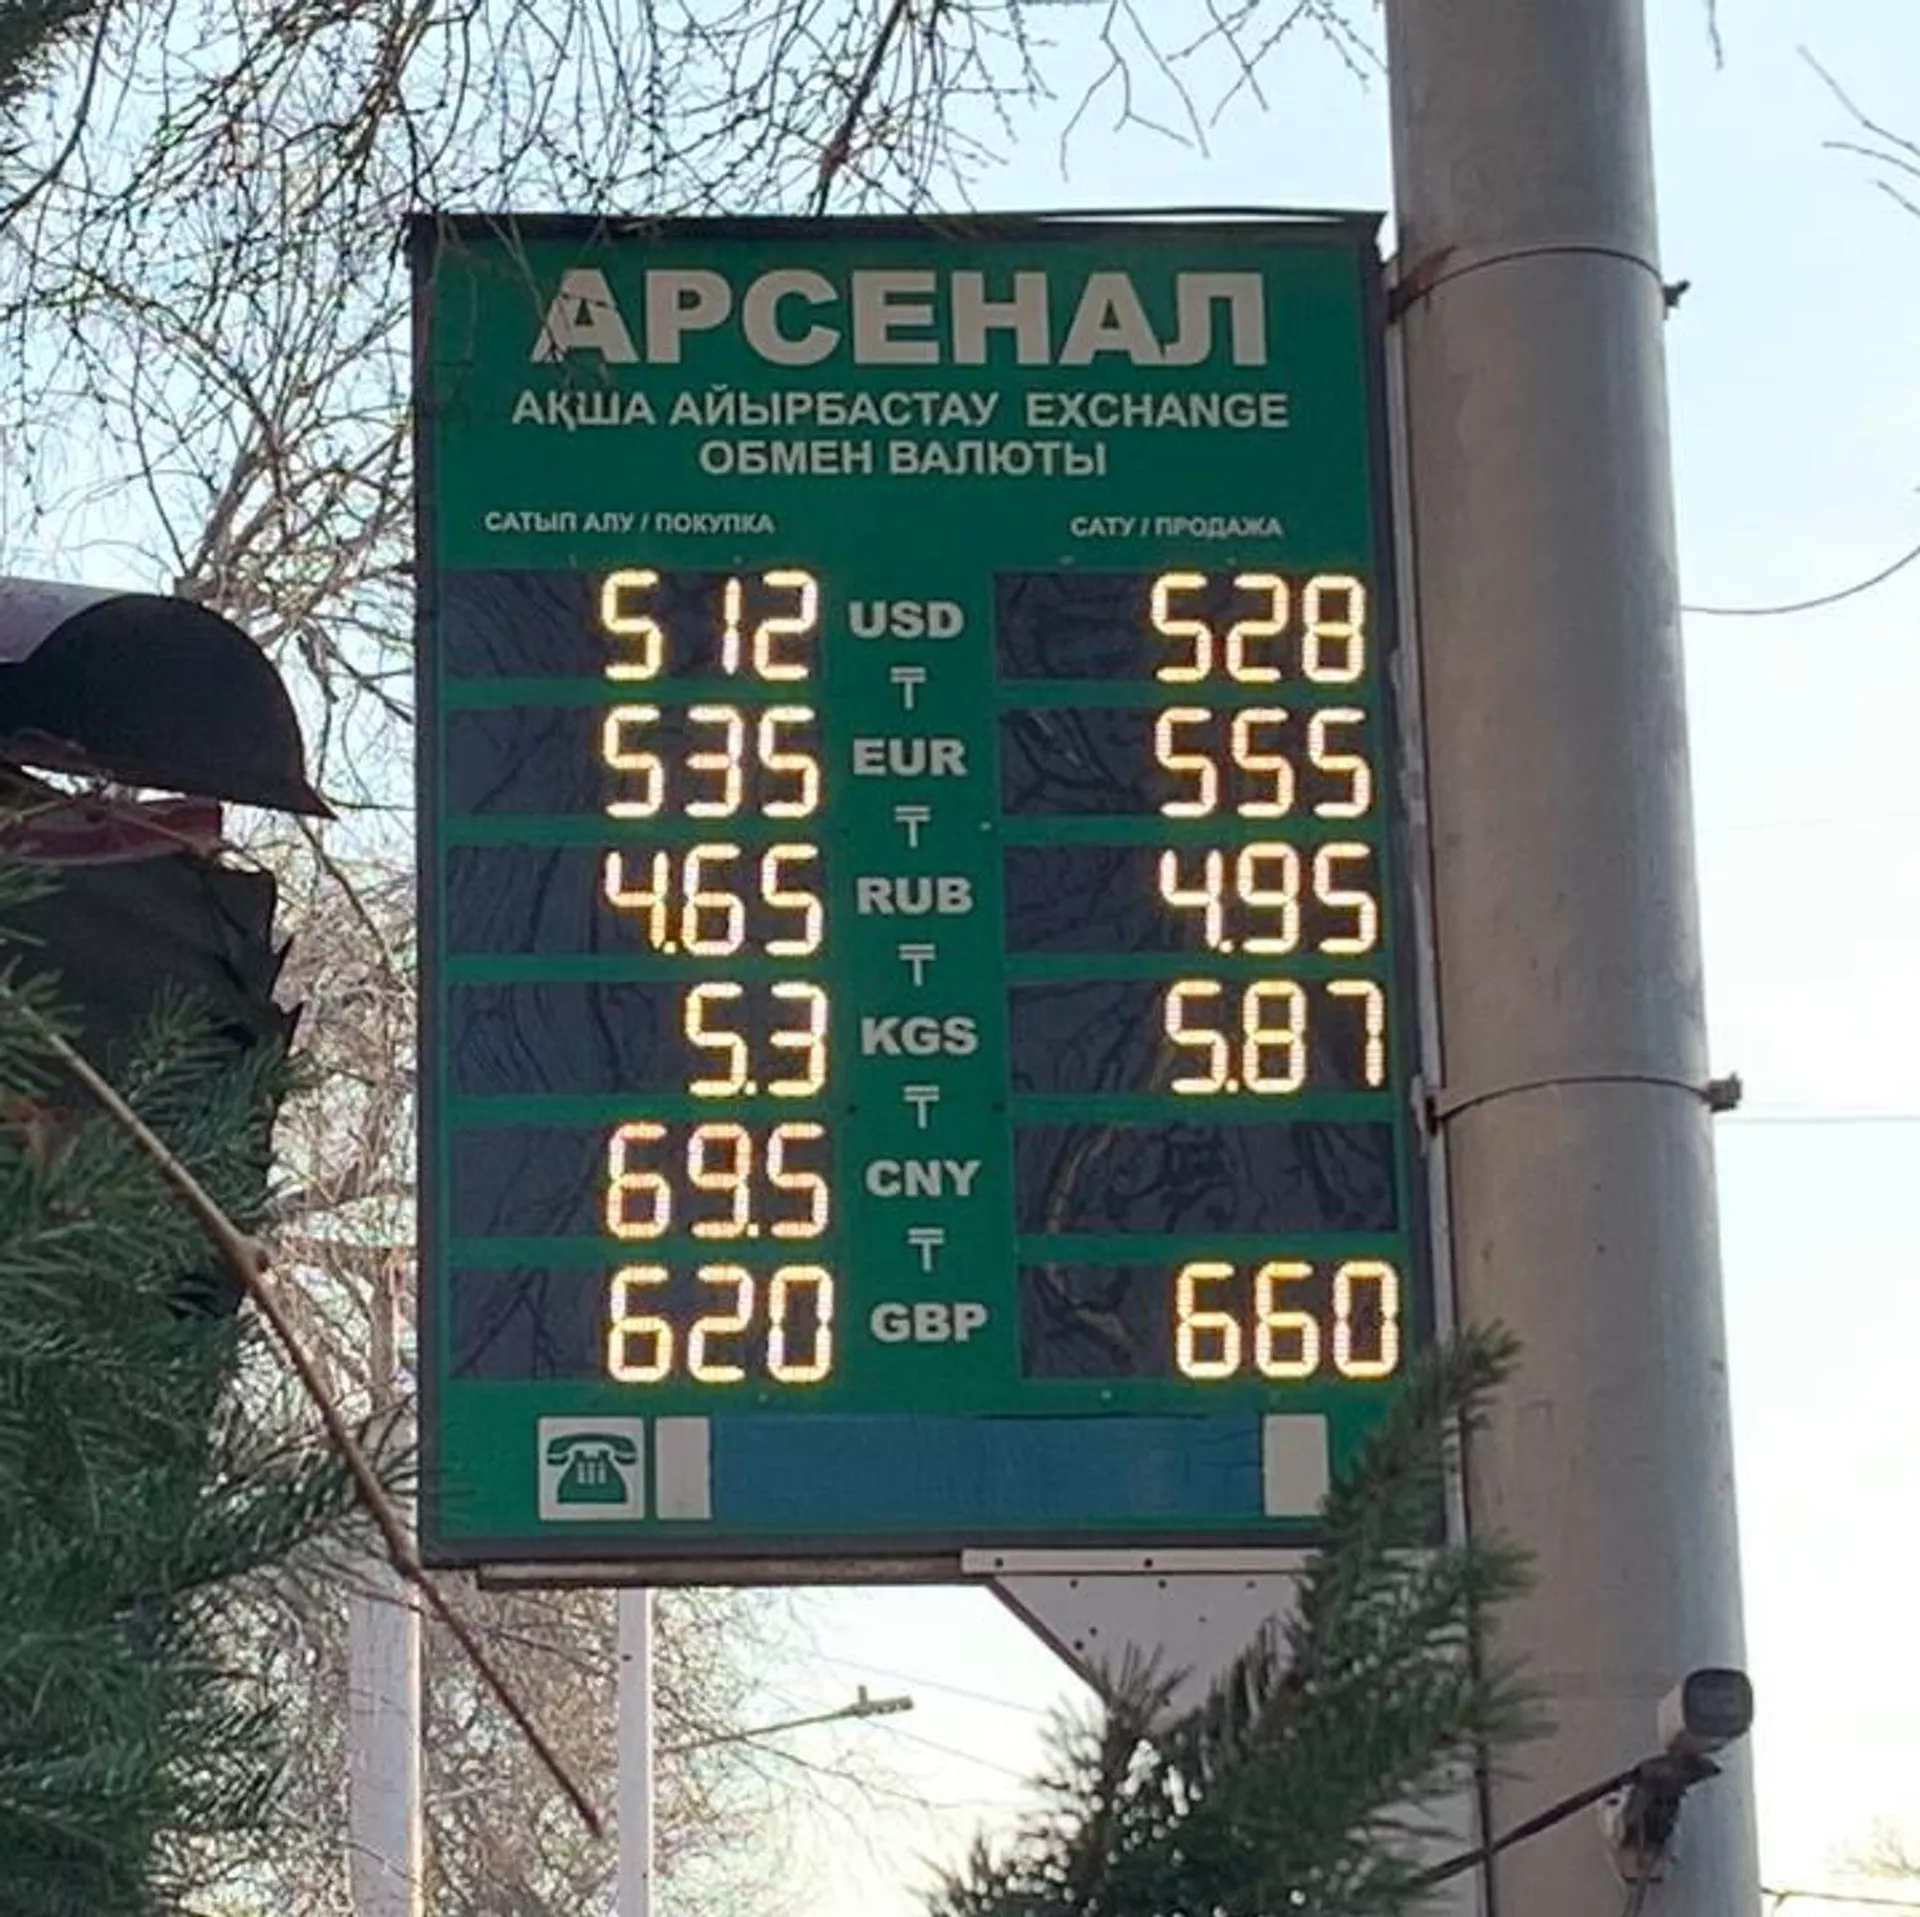 АРСЕНАЛ
АҚША АЙЫРБАСТАУ EXCHANGE
ОБМЕН ВАЛЮТЫ
САТЫП АЛУ / ПОКУПКА САТУ / ПРОДАЖА
512 USD 528
₸
535 EUR 555
₸
4.65 RUB 4.95
₸
5.3 KGS 5.87
₸
69.5 CNY
₸
620 GBP 660